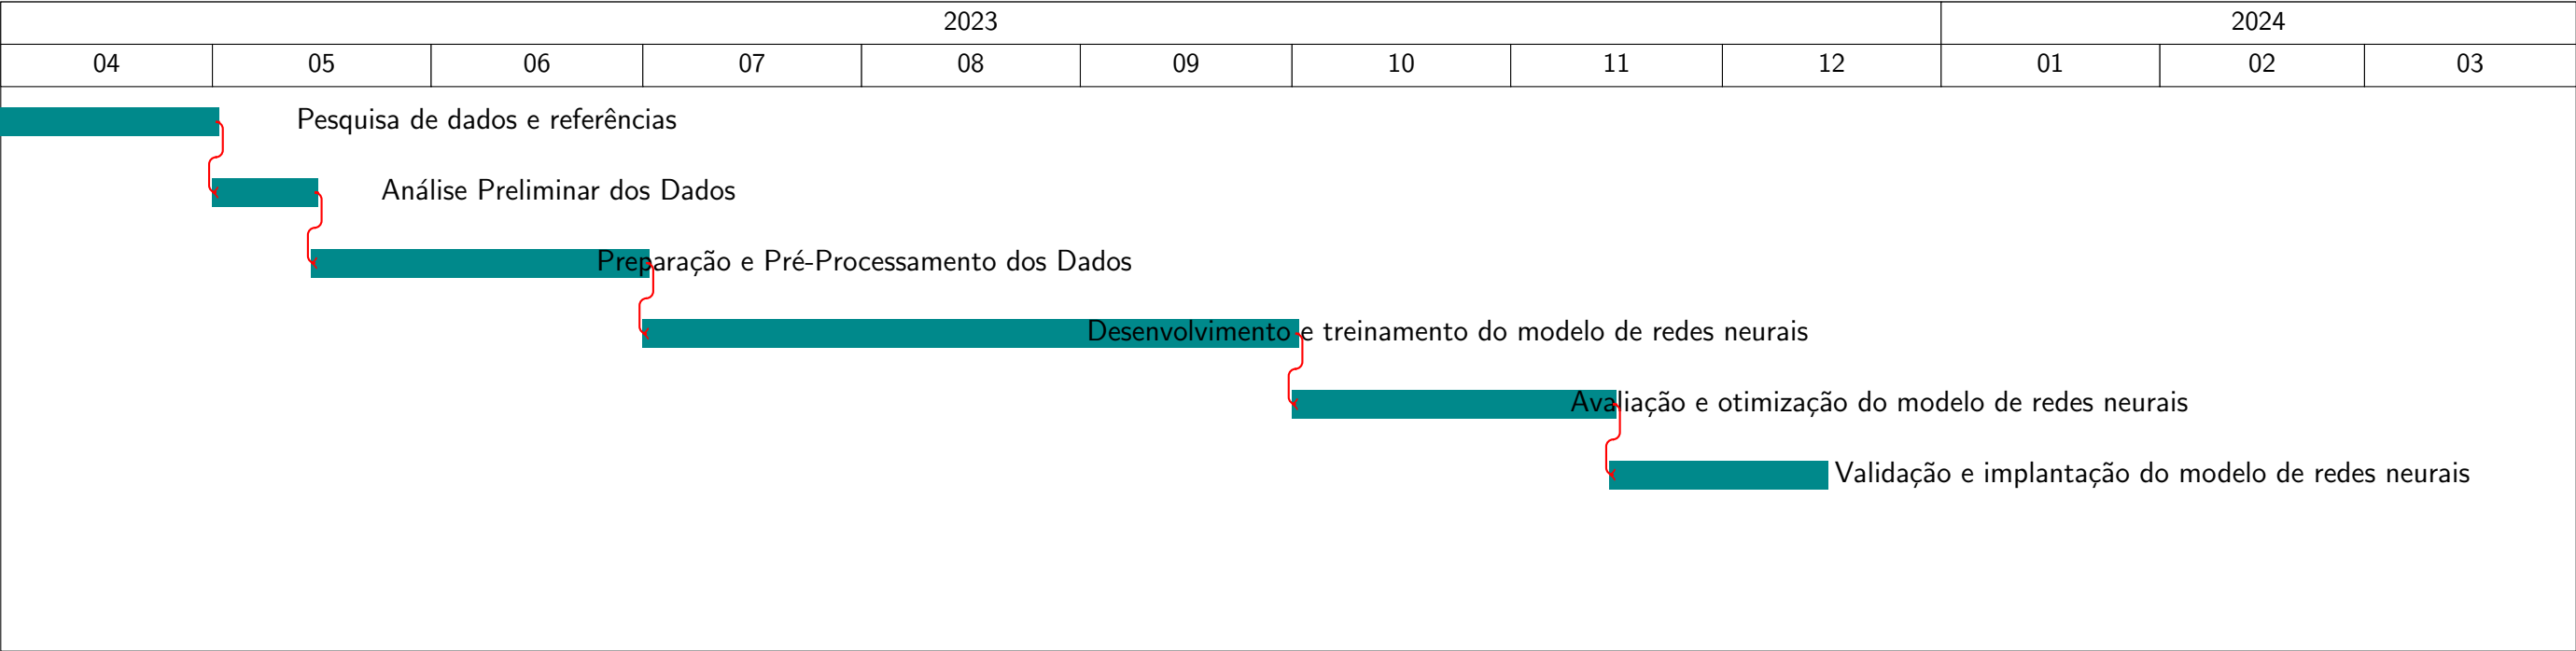 2023 2024
04 05 06 07 08 09 10 11 12 01 02 03
Pesquisa de dados e referências
Análise Preliminar dos Dados
Preparação e Pré-Processamento dos Dados
Desenvolvimento e treinamento do modelo de redes neurais
Avaliação e otimização do modelo de redes neurais
Validação e implantação do modelo de redes neurais